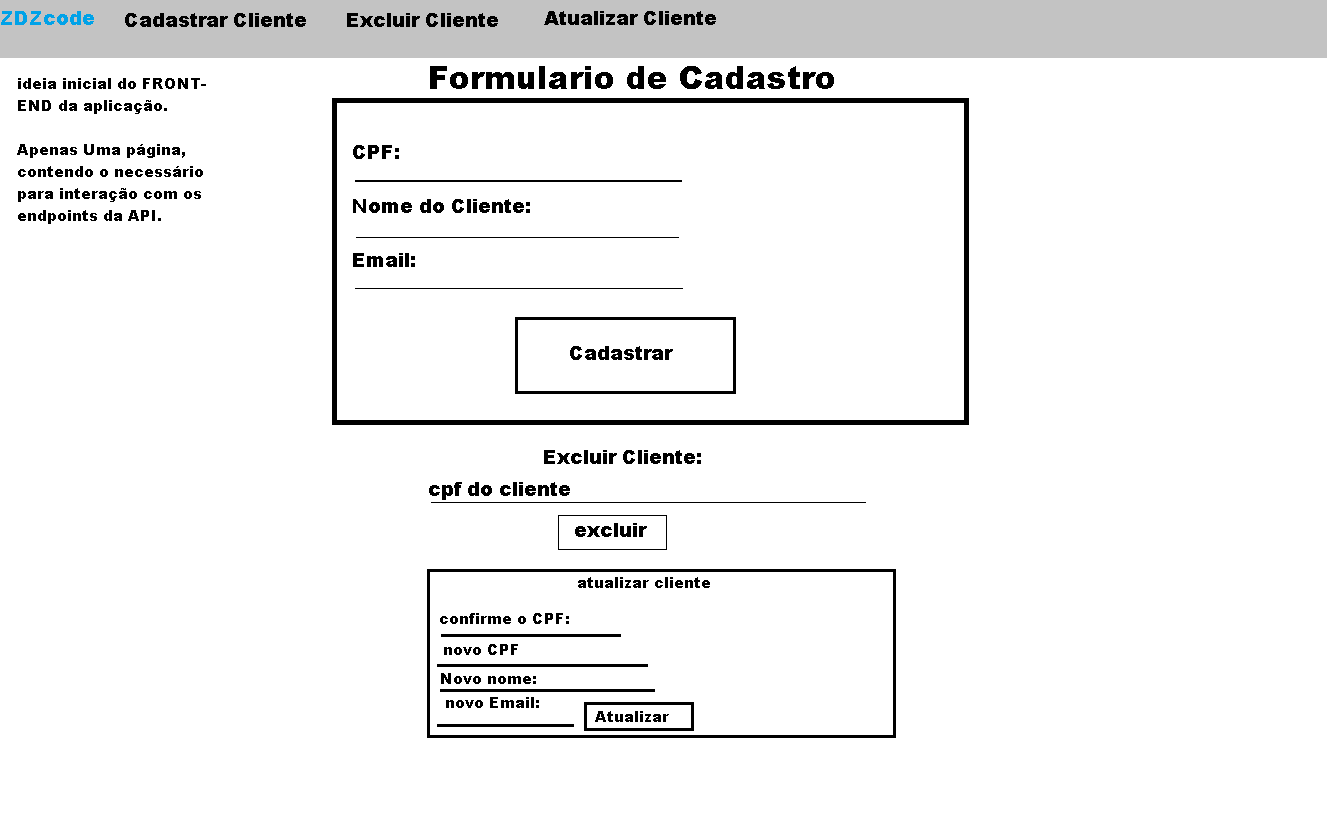 ZDZcode Cadastrar Cliente Excluir Cliente Atualizar Cliente
ideia inicial do FRONT-
END da aplicação.
Apenas Uma página,
contendo o necessário
para interação com os
endpoints da API.
Formulario de Cadastro
CPF:
Nome do Cliente:
Email:
Cadastrar
Excluir Cliente:
cpf do cliente
excluir
atualizar cliente
confirme o CPF:
novo CPF
Novo nome:
novo Email:
Atualizar